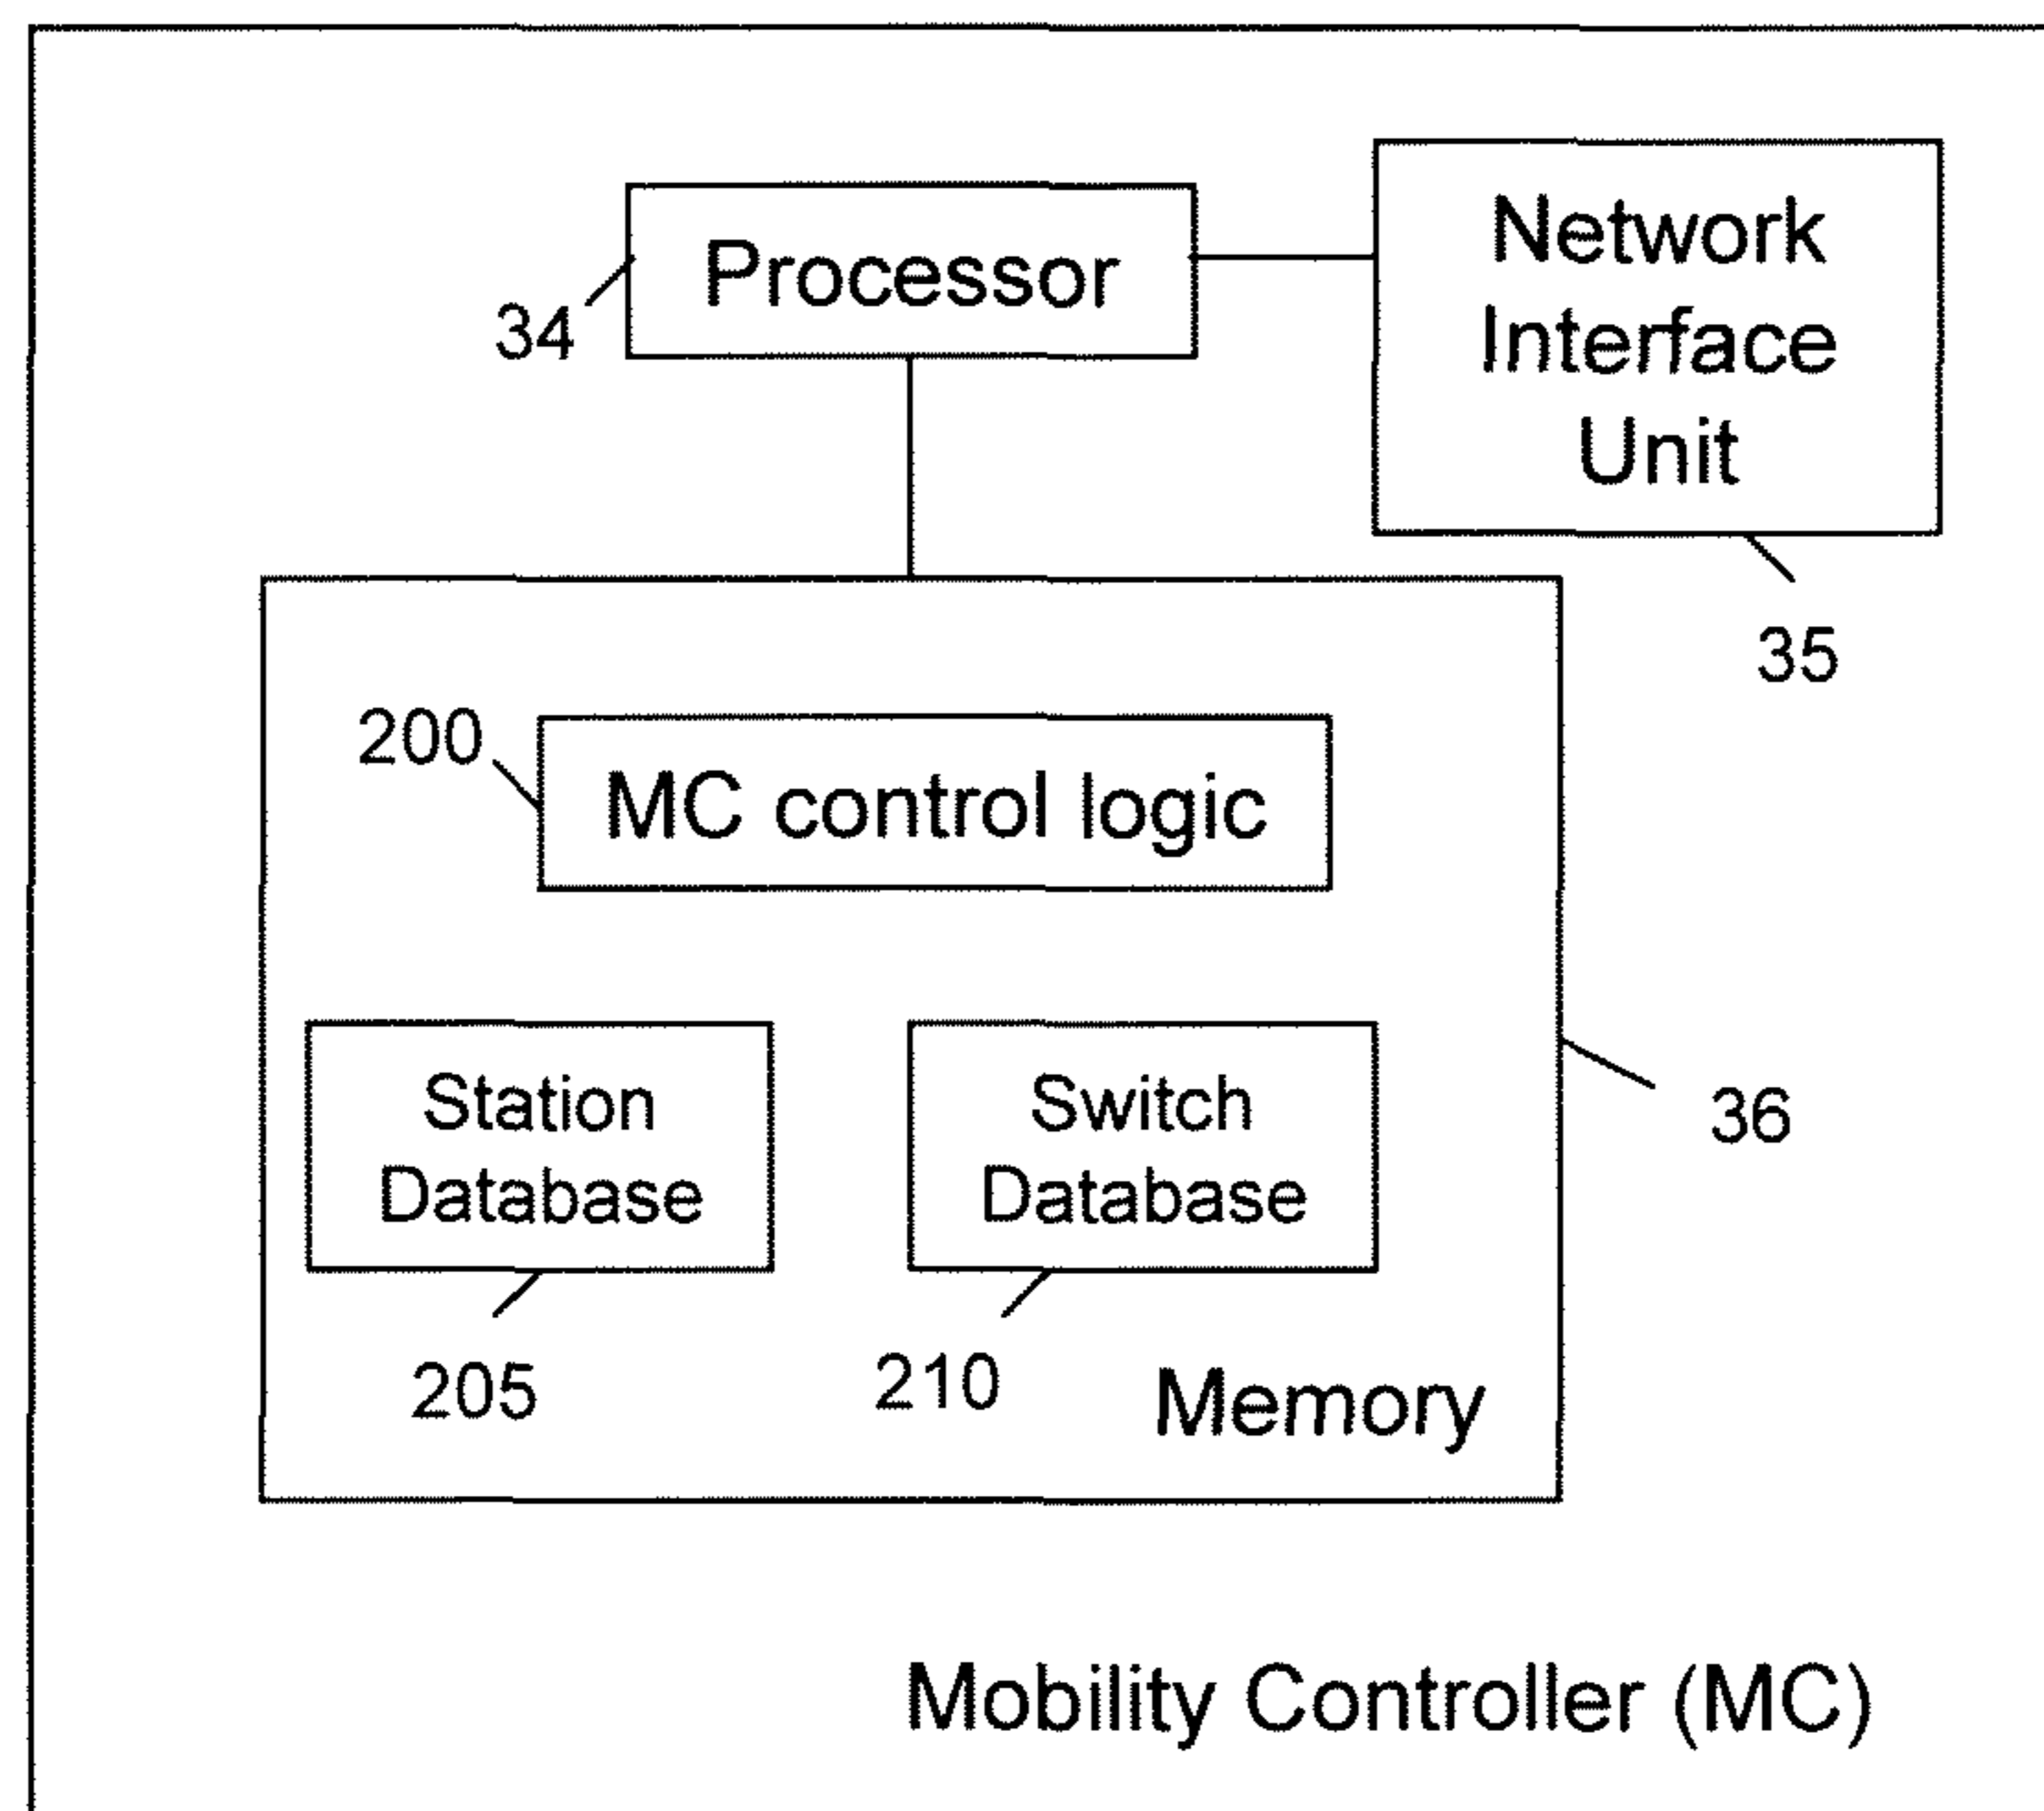 Processor
34
Network
Interface
Unit
35
200
MC control logic
Station
Database
Switch
Database
36
205
210
Memory
Mobility Controller (MC)